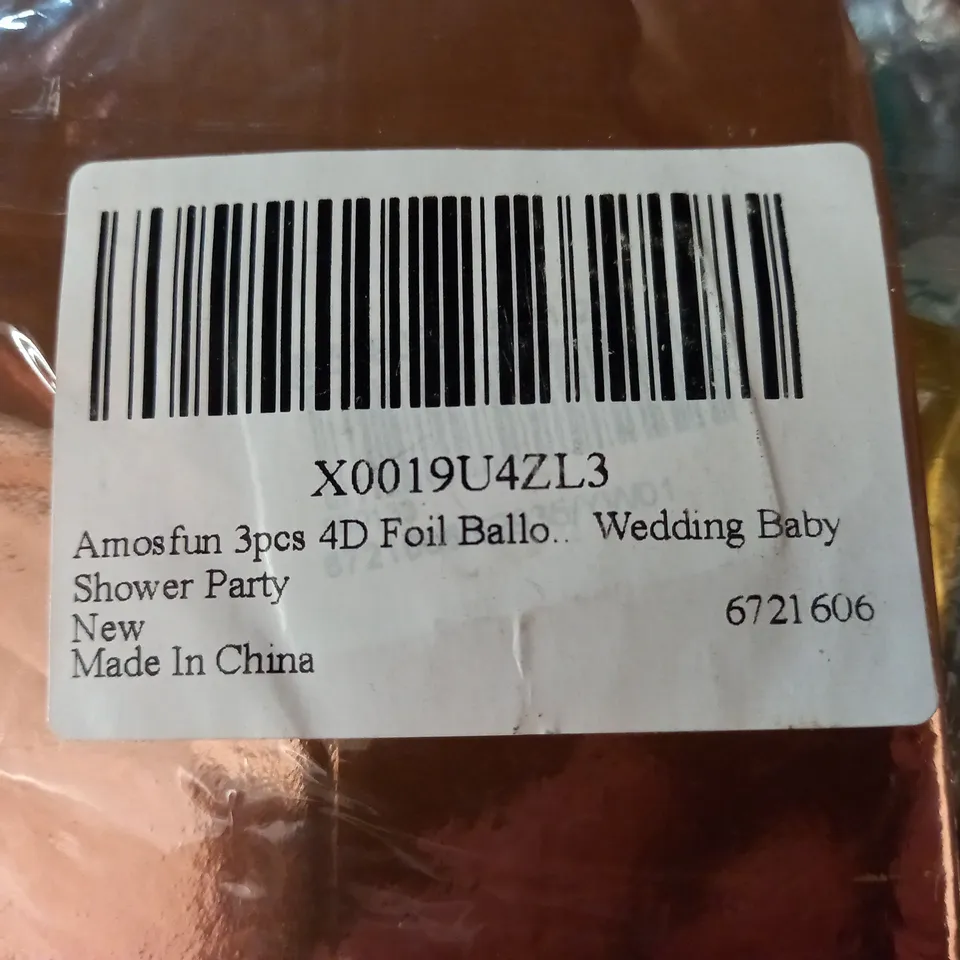 X0019U4ZL3
Amosfun 3pcs 4D Foil Ballo.. Wedding Baby
Shower Party
New
6721606
Made In China